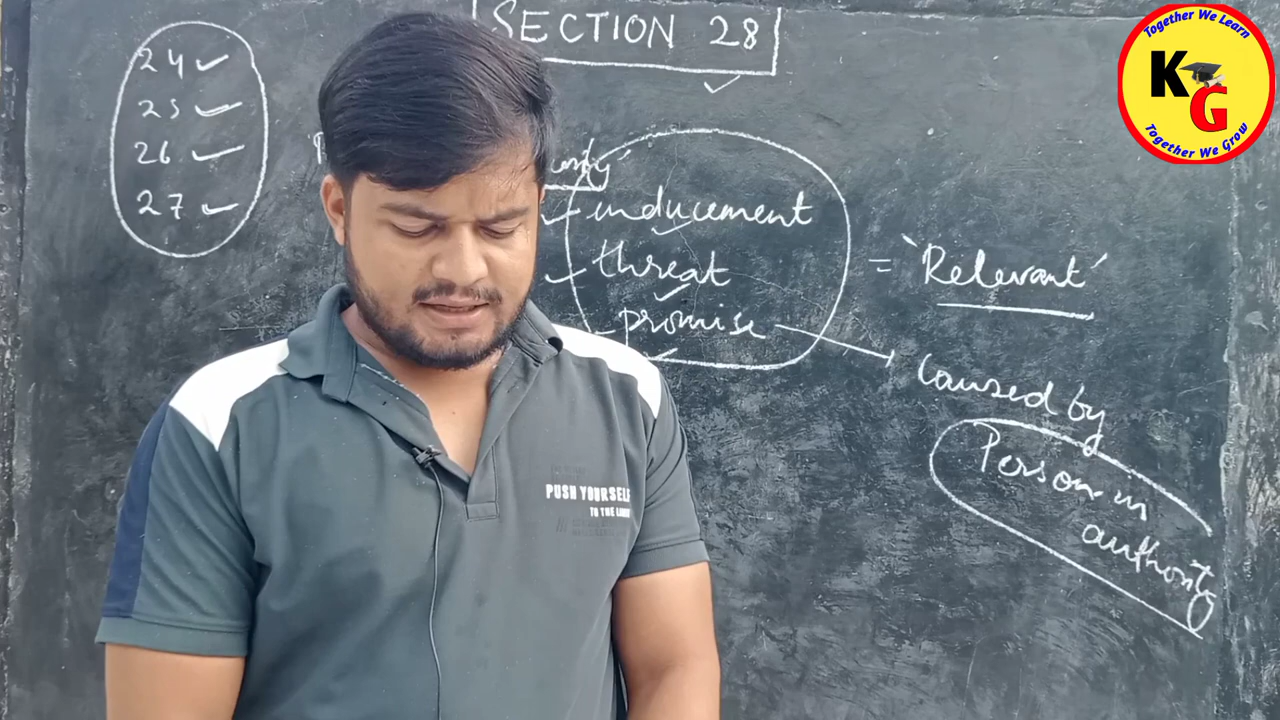 SECTION 28
24
25
26
27
inducement
threat
promise
= 'Relevant'
Caused by
Person in
authority
PUSH YOURSELF
TO THE LIMIT
Together We Learn
KG
Together We Grow